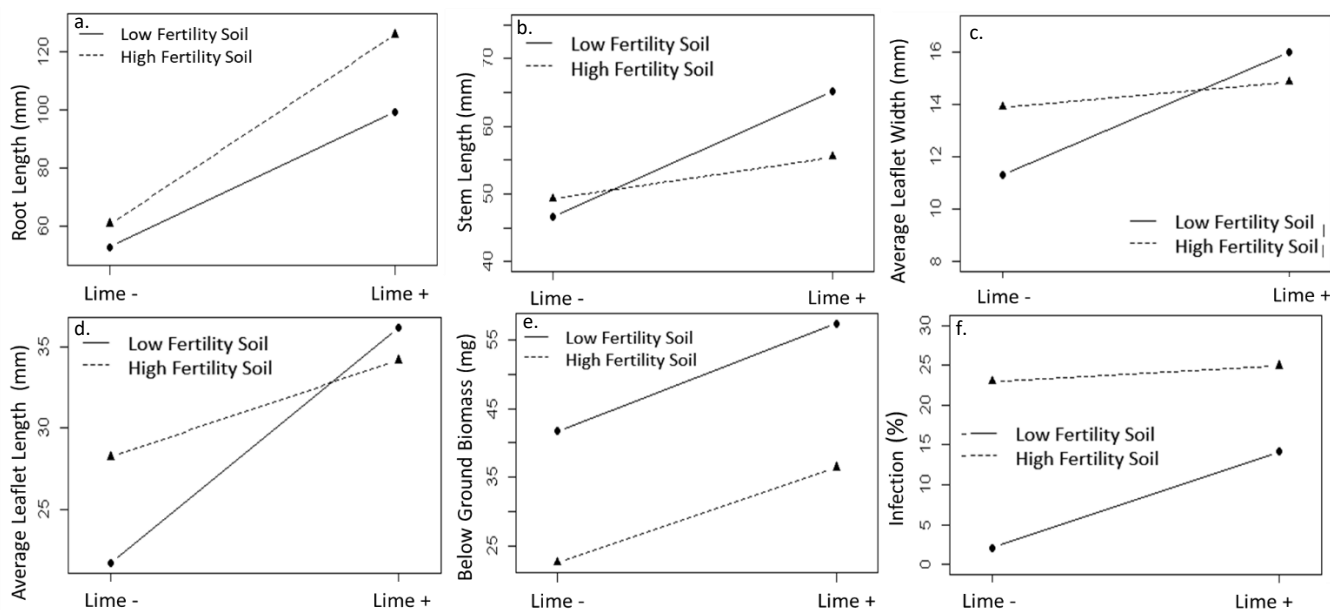 a.
Low Fertility Soil
High Fertility Soil
Root Length (mm)
120
100
80
60
Lime -
Lime +
b.
Low Fertility Soil
High Fertility Soil
Stem Length (mm)
70
60
50
40
Lime -
Lime +
c.
Average Leaflet Width (mm)
16
14
12
10
8
Low Fertility Soil
High Fertility Soil
Lime -
Lime +
d.
Low Fertility Soil
High Fertility Soil
Average Leaflet Length (mm)
35
30
25
Lime -
Lime +
e.
Low Fertility Soil
High Fertility Soil
Below Ground Biomass (mg)
55
45
35
25
Lime -
Lime +
f.
Infection (%)
30
25
20
15
10
5
0
Low Fertility Soil
High Fertility Soil
Lime -
Lime +